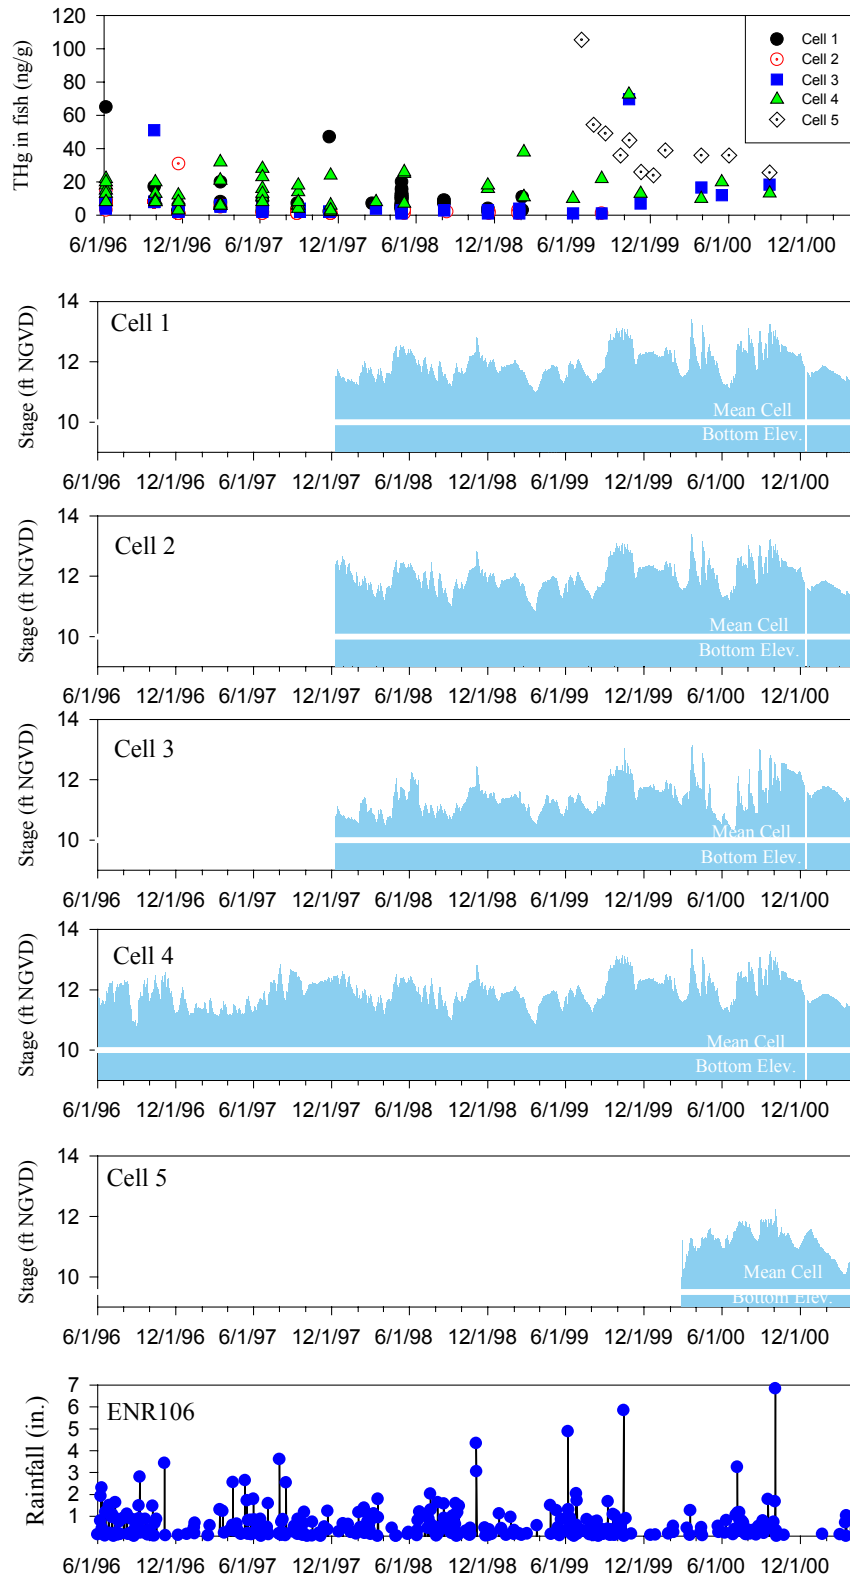 THg in fish (ng/g)
120
100
80
60
40
20
0
Cell 1
Cell 2
Cell 3
Cell 4
Cell 5
6/1/96 12/1/96 6/1/97 12/1/97 6/1/98 12/1/98 6/1/99 12/1/99 6/1/00 12/1/00
Stage (ft NGVD)
14
12
10
Cell 1
Mean Cell
Bottom Elev.
6/1/96 12/1/96 6/1/97 12/1/97 6/1/98 12/1/98 6/1/99 12/1/99 6/1/00 12/1/00
Stage (ft NGVD)
14
12
10
Cell 2
Mean Cell
Bottom Elev.
6/1/96 12/1/96 6/1/97 12/1/97 6/1/98 12/1/98 6/1/99 12/1/99 6/1/00 12/1/00
Stage (ft NGVD)
14
12
10
Cell 3
Mean Cell
Bottom Elev.
6/1/96 12/1/96 6/1/97 12/1/97 6/1/98 12/1/98 6/1/99 12/1/99 6/1/00 12/1/00
Stage (ft NGVD)
14
12
10
Cell 4
Mean Cell
Bottom Elev.
6/1/96 12/1/96 6/1/97 12/1/97 6/1/98 12/1/98 6/1/99 12/1/99 6/1/00 12/1/00
Stage (ft NGVD)
14
12
10
Cell 5
Mean Cell
Bottom Elev.
6/1/96 12/1/96 6/1/97 12/1/97 6/1/98 12/1/98 6/1/99 12/1/99 6/1/00 12/1/00
Rainfall (in.)
7
6
5
4
3
2
1
ENR106
6/1/96 12/1/96 6/1/97 12/1/97 6/1/98 12/1/98 6/1/99 12/1/99 6/1/00 12/1/00